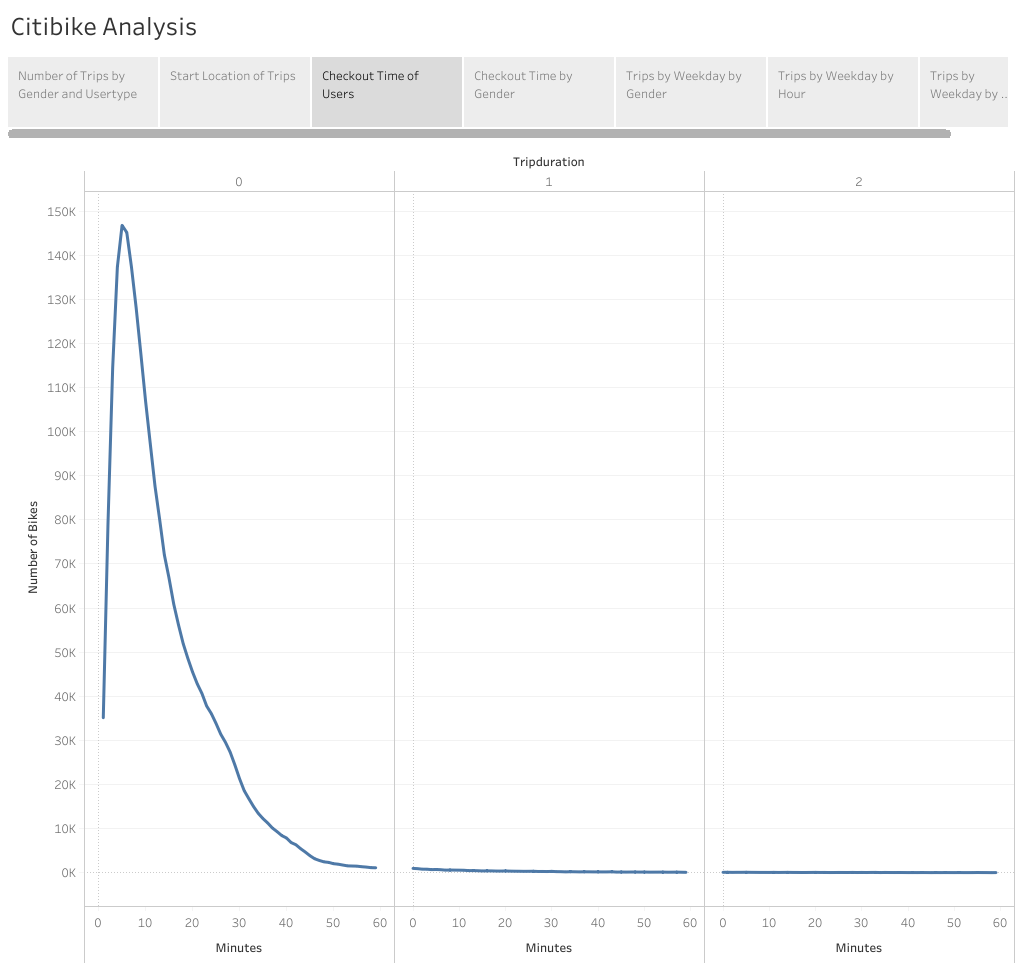 Citibike Analysis
Number of Trips by
Gender and Usertype
Start Location of Trips
Checkout Time of
Users
Checkout Time by
Gender
Trips by Weekday by
Gender
Trips by Weekday by
Hour
Trips by
Weekday by ..
Tripduration
0 1 2
150K
140K
130K
120K
110K
100K
90K
80K
70K
60K
50K
40K
30K
20K
10K
0K
Number of Bikes
0 10 20 30 40 50 60 0 10 20 30 40 50 60 0 10 20 30 40 50 60
Minutes Minutes Minutes